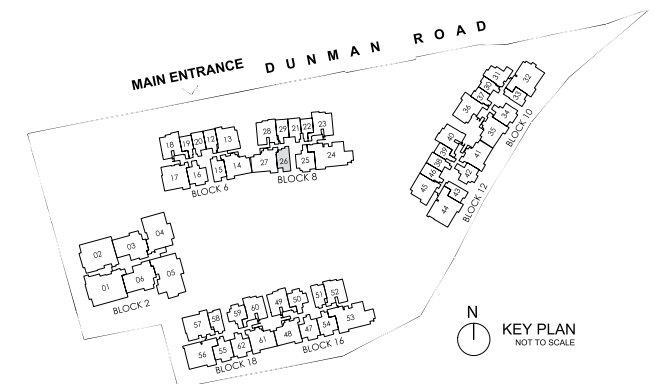 DUNMAN ROAD
MAIN ENTRANCE
18 19 20 12 13
17 16 15 14
BLOCK 6
28 29 21 22 23
27 26 25 24
BLOCK 8
30 31 32
36 37 33
34
35
BLOCK 10
40
39 41
38
46 42
45 43
44
BLOCK 12
02 03 04
01 06 05
BLOCK 2
57 58 59 60
56 55 62 61
BLOCK 18
49 50 51 52
48 47 54 53
BLOCK 16
N
KEY PLAN
NOT TO SCALE